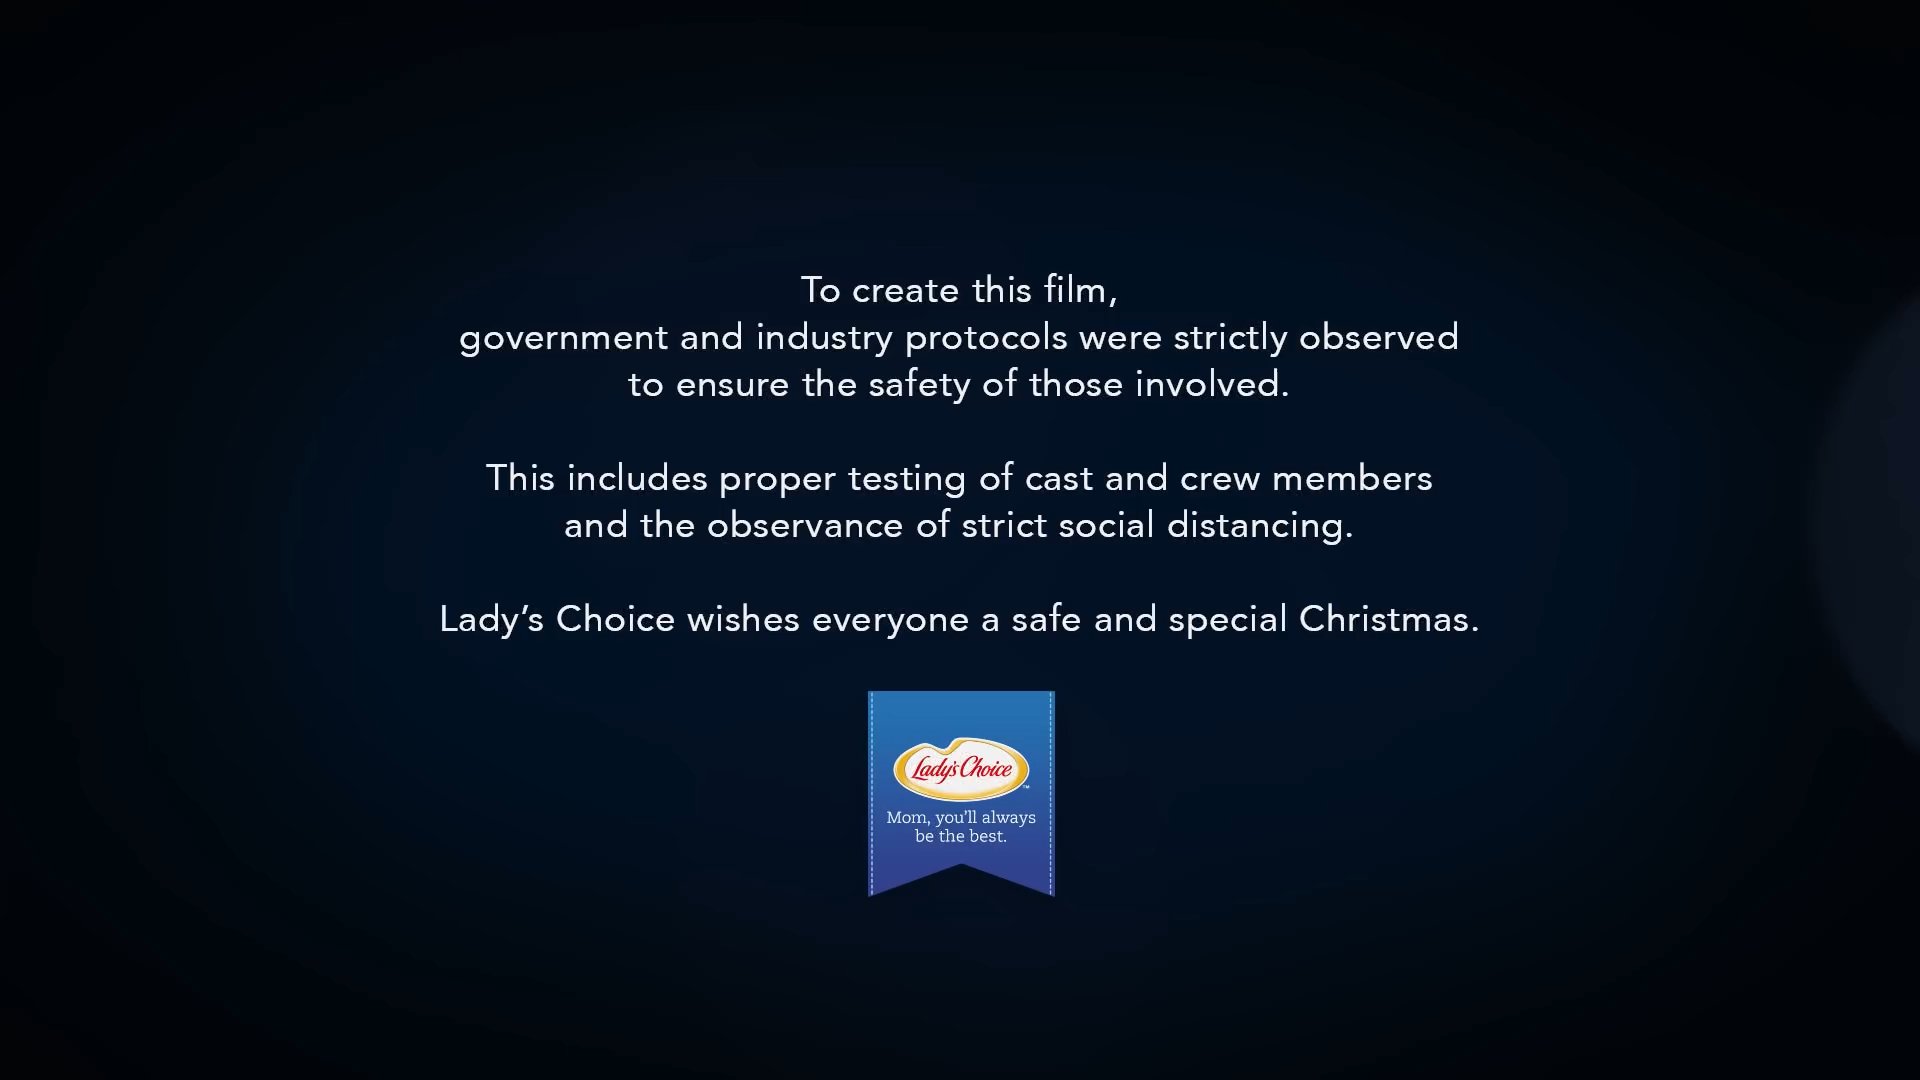 To create this film,
government and industry protocols were strictly observed
to ensure the safety of those involved.
This includes proper testing of cast and crew members
and the observance of strict social distancing.
Lady’s Choice wishes everyone a safe and special Christmas.
Lady's Choice
™
Mom, you'll always
be the best.